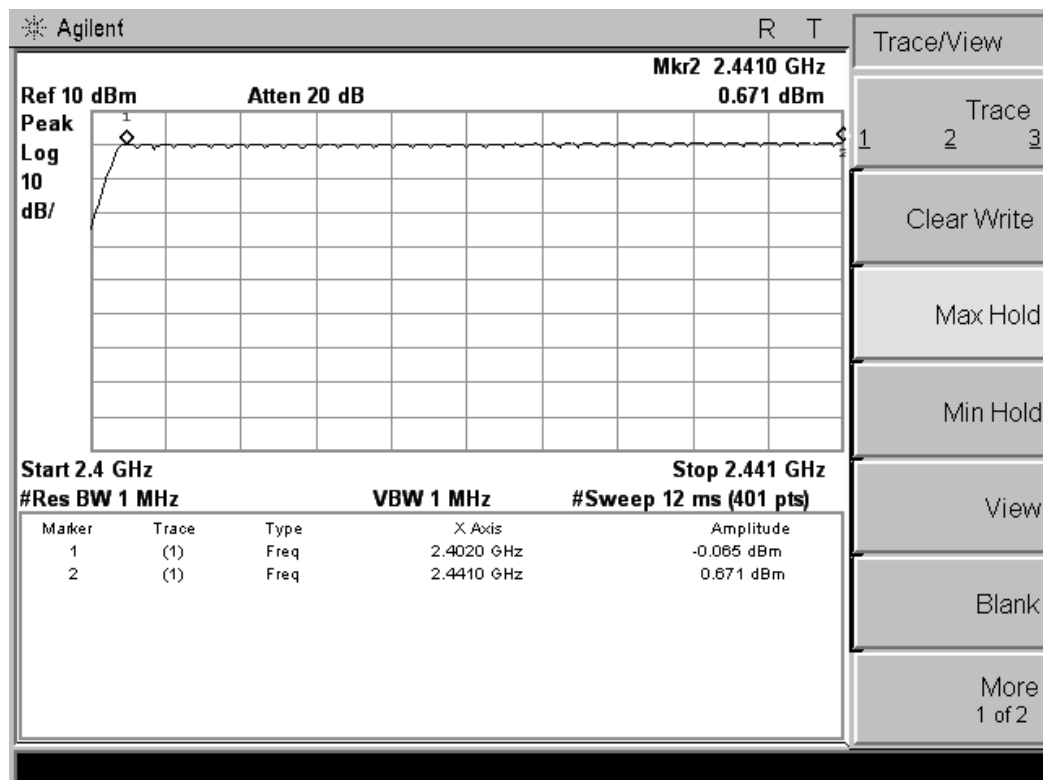 Agilent R T
Mkr2 2.4410 GHz
Ref 10 dBm Atten 20 dB 0.671 dBm
Peak
Log
10
dB/
1
2
Start 2.4 GHz Stop 2.441 GHz
#Res BW 1 MHz VBW 1 MHz #Sweep 12 ms (401 pts)
Marker Trace Type X Axis Amplitude
1 (1) Freq 2.4020 GHz -0.065 dBm
2 (1) Freq 2.4410 GHz 0.671 dBm
Trace/View
Trace
1 2 3
Clear Write
Max Hold
Min Hold
View
Blank
More
1 of 2